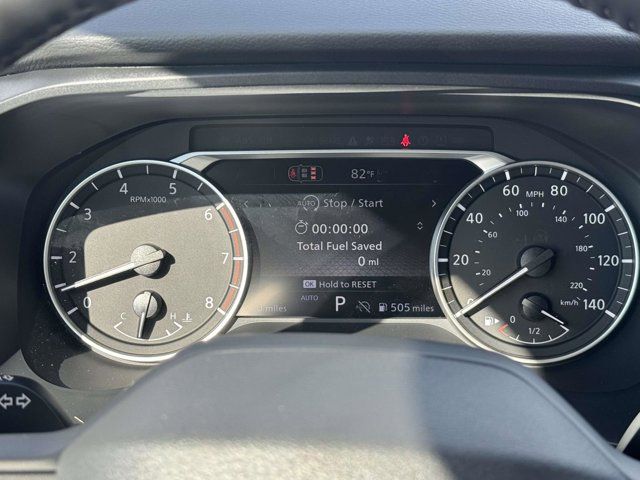 82°F
AUTO Stop / Start
00:00:00
Total Fuel Saved
0 ml
OK Hold to RESET
AUTO P 505 miles
miles
RPMx1000
0
2
3
4
5
6
7
8
C H
MPH
0
20
40
60
80
100
120
140
20
60
100
140
180
220
km/h
0 1/2